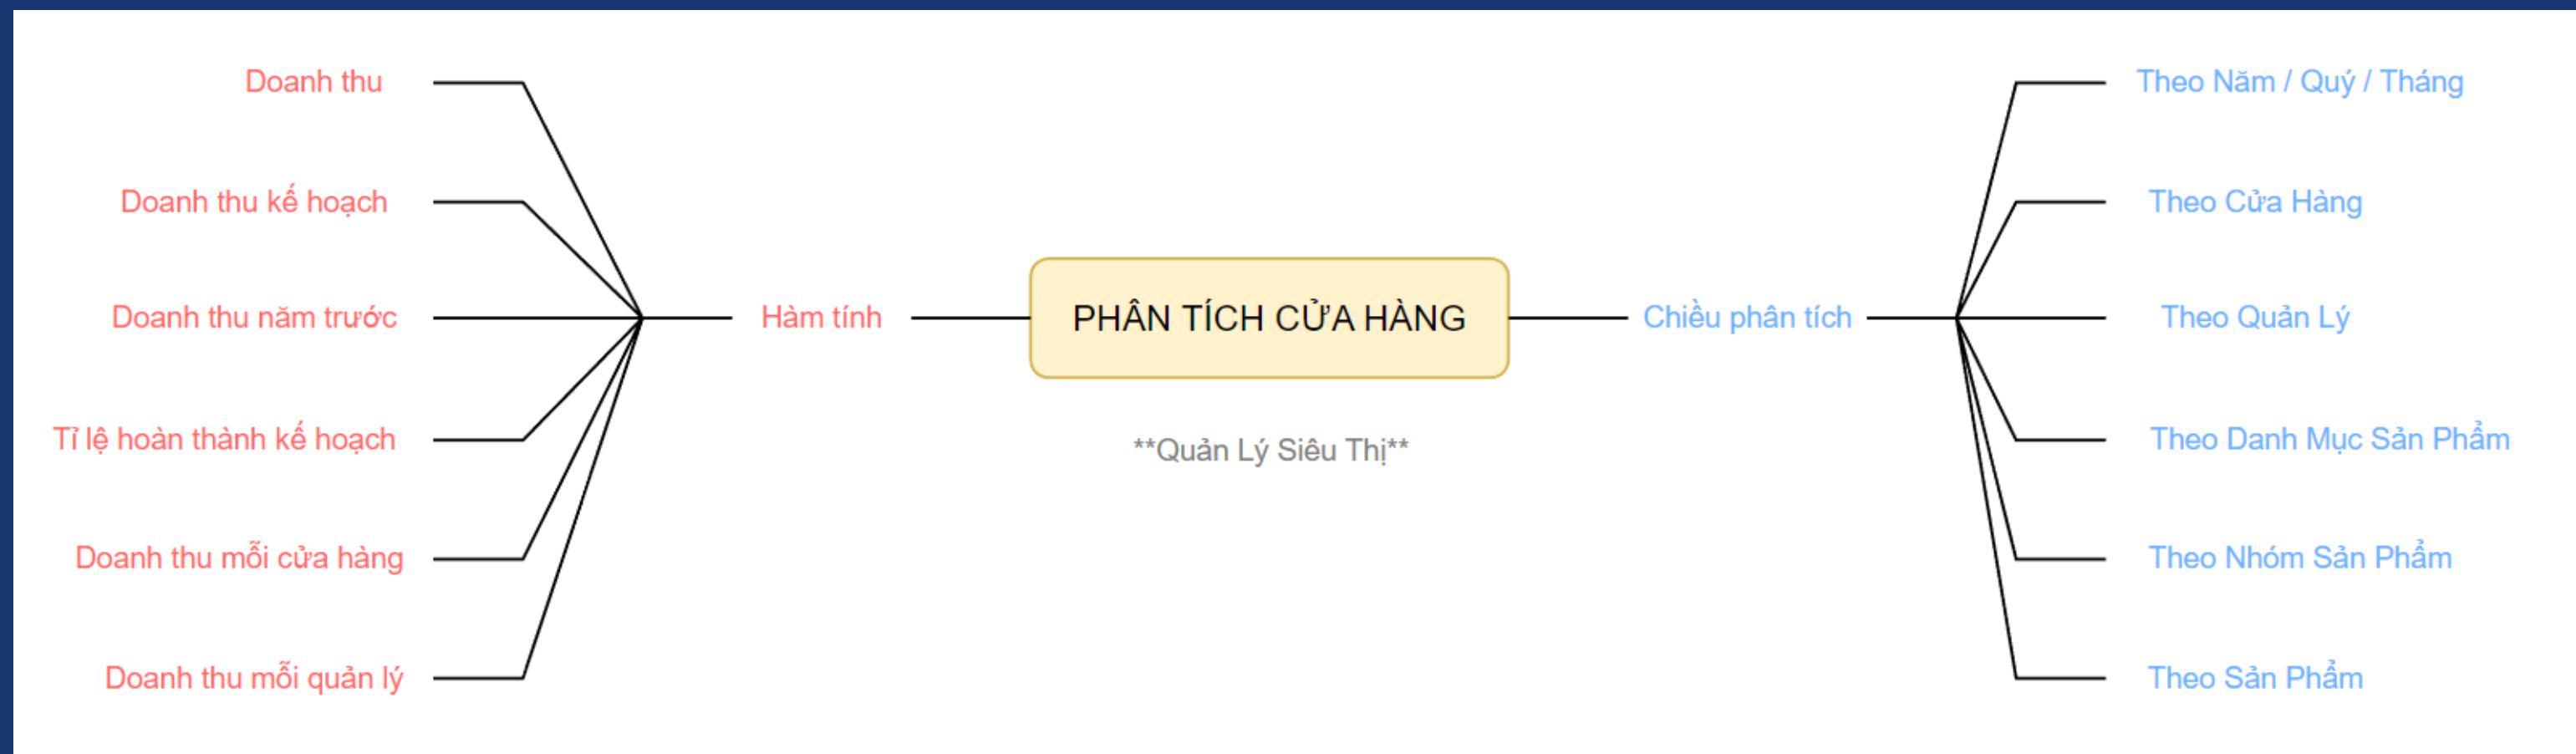 Doanh thu
Doanh thu kế hoạch
Doanh thu năm trước
Tỉ lệ hoàn thành kế hoạch
Doanh thu mỗi cửa hàng
Doanh thu mỗi quản lý
Hàm tính
PHÂN TÍCH CỬA HÀNG
**Quản Lý Siêu Thị**
Chiều phân tích
Theo Năm / Quý / Tháng
Theo Cửa Hàng
Theo Quản Lý
Theo Danh Mục Sản Phẩm
Theo Nhóm Sản Phẩm
Theo Sản Phẩm